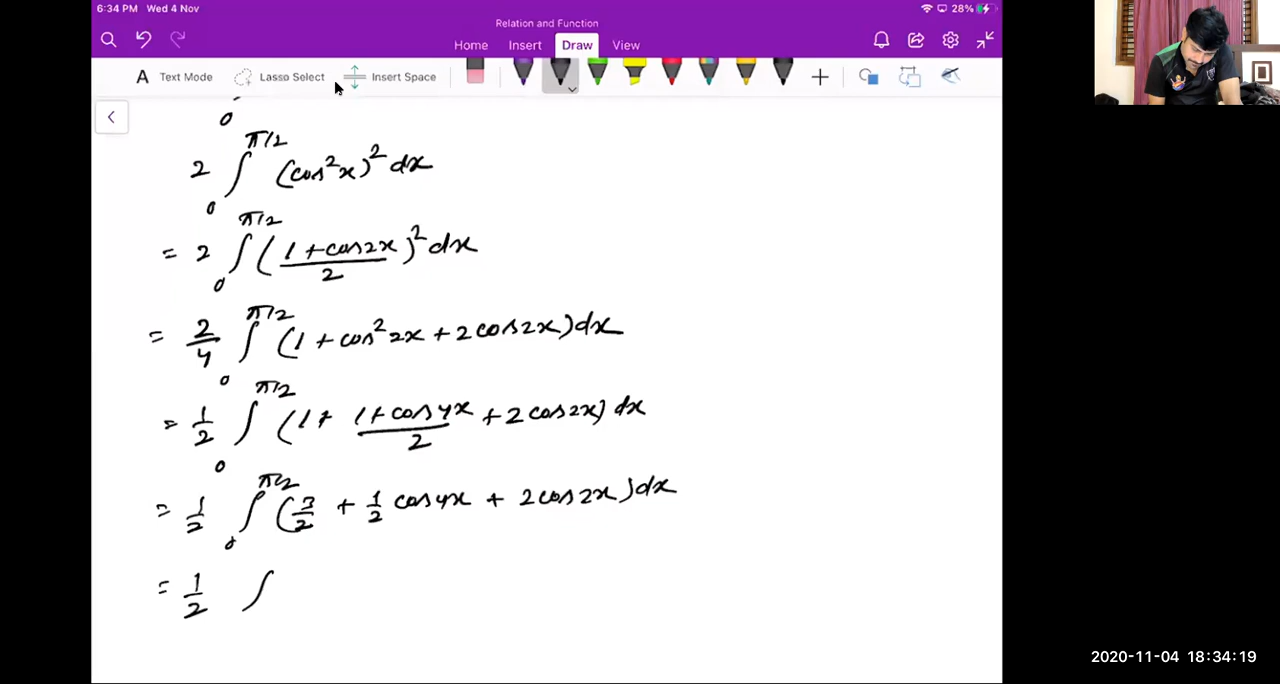 6:34 PM Wed 4 Nov
28%
Relation and Function
Home Insert Draw View
A Text Mode Lasso Select Insert Space
0
2 ∫₀^{π/2} (cos²x)² dx
= 2 ∫₀^{π/2} ((1+cos2x)/2)² dx
= 2/4 ∫₀^{π/2} (1 + cos²2x + 2cos2x) dx
= 1/2 ∫₀^{π/2} (1 + (1+cos4x)/2 + 2cos2x) dx
= 1/2 ∫₀^{π/2} (3/2 + 1/2 cos4x + 2cos2x) dx
= 1/2 ∫
2020-11-04 18:34:19